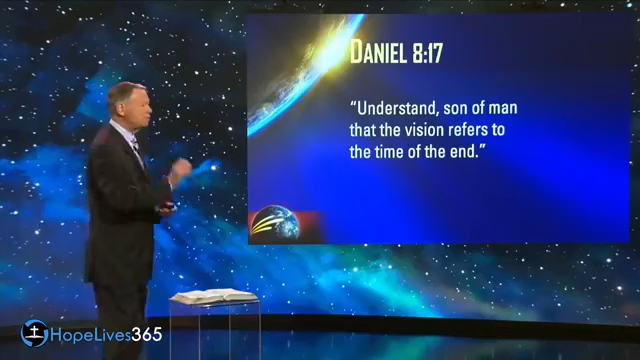 DANIEL 8:17
“Understand, son of man
that the vision refers to
the time of the end.”
HopeLives365